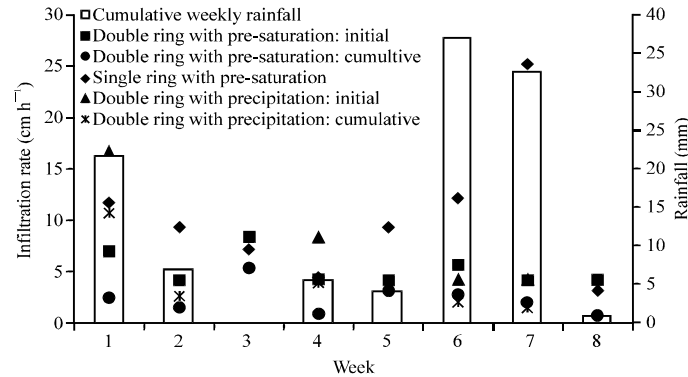 Cumulative weekly rainfall
Double ring with pre-saturation: initial
Double ring with pre-saturation: cumultive
Single ring with pre-saturation
Double ring with precipitation: initial
Double ring with precipitation: cumulative
Infiltration rate (cm h⁻¹)
30
25
20
15
10
5
0
40
35
30
25
20
15
10
5
0
Rainfall (mm)
1 2 3 4 5 6 7 8
Week